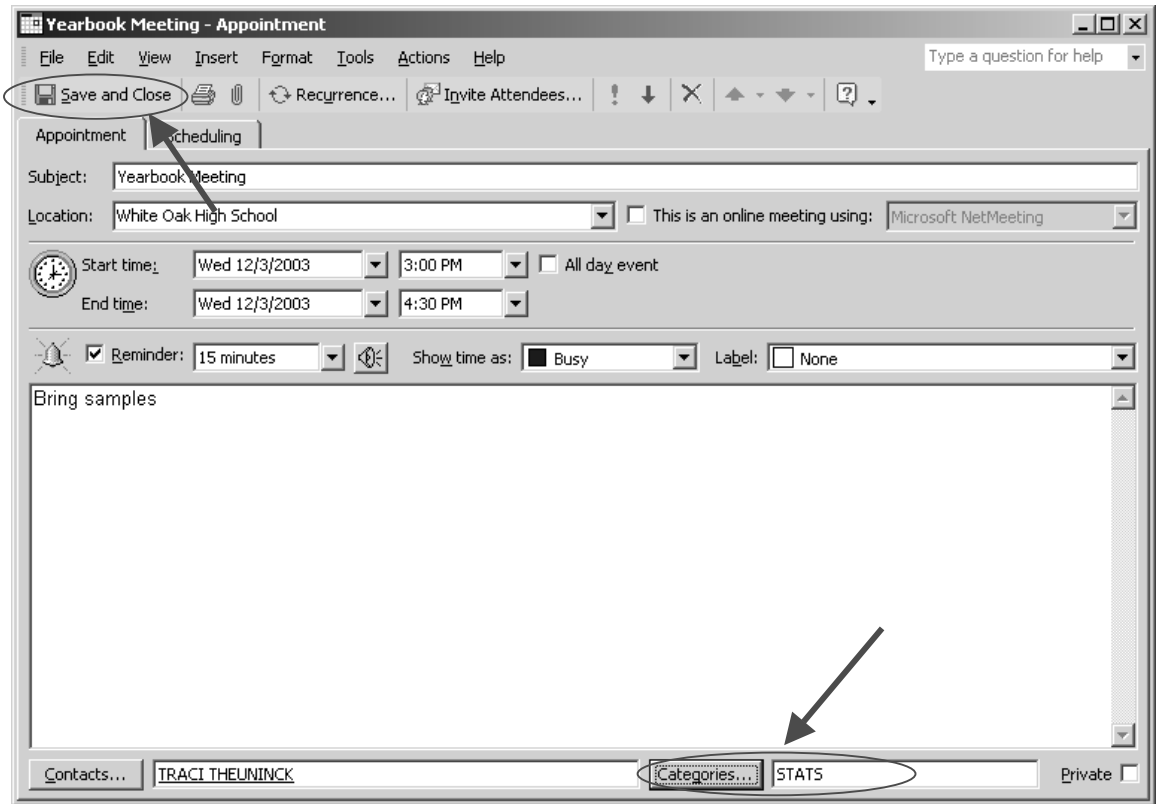 Yearbook Meeting - Appointment
File Edit View Insert Format Tools Actions Help Type a question for help
Save and Close Recurrence... Invite Attendees...
Appointment Scheduling
Subject: Yearbook Meeting
Location: White Oak High School This is an online meeting using: Microsoft NetMeeting
Start time: Wed 12/3/2003 3:00 PM All day event
End time: Wed 12/3/2003 4:30 PM
Reminder: 15 minutes Show time as: Busy Label: None
Bring samples
Contacts... TRACI THEUNINCK Categories... STATS Private